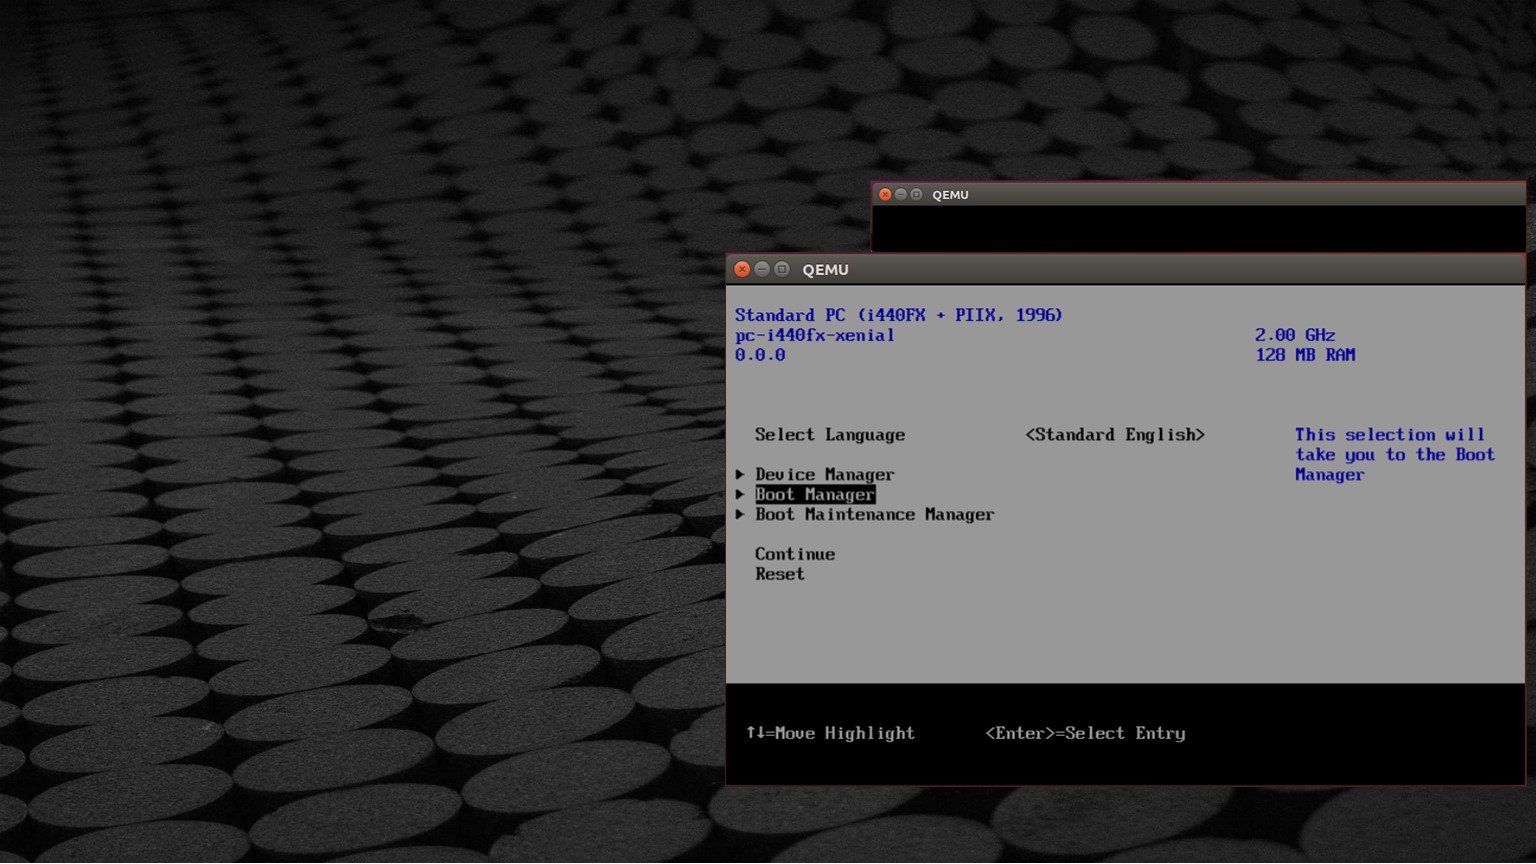 QEMU
QEMU
Standard PC (i440FX + PIIX, 1996)
pc-i440fx-xenial 2.00 GHz
0.0.0 128 MB RAM
Select Language <Standard English> This selection will
take you to the Boot
▶ Device Manager Manager
▶ Boot Manager
▶ Boot Maintenance Manager
Continue
Reset
↑↓=Move Highlight <Enter>=Select Entry